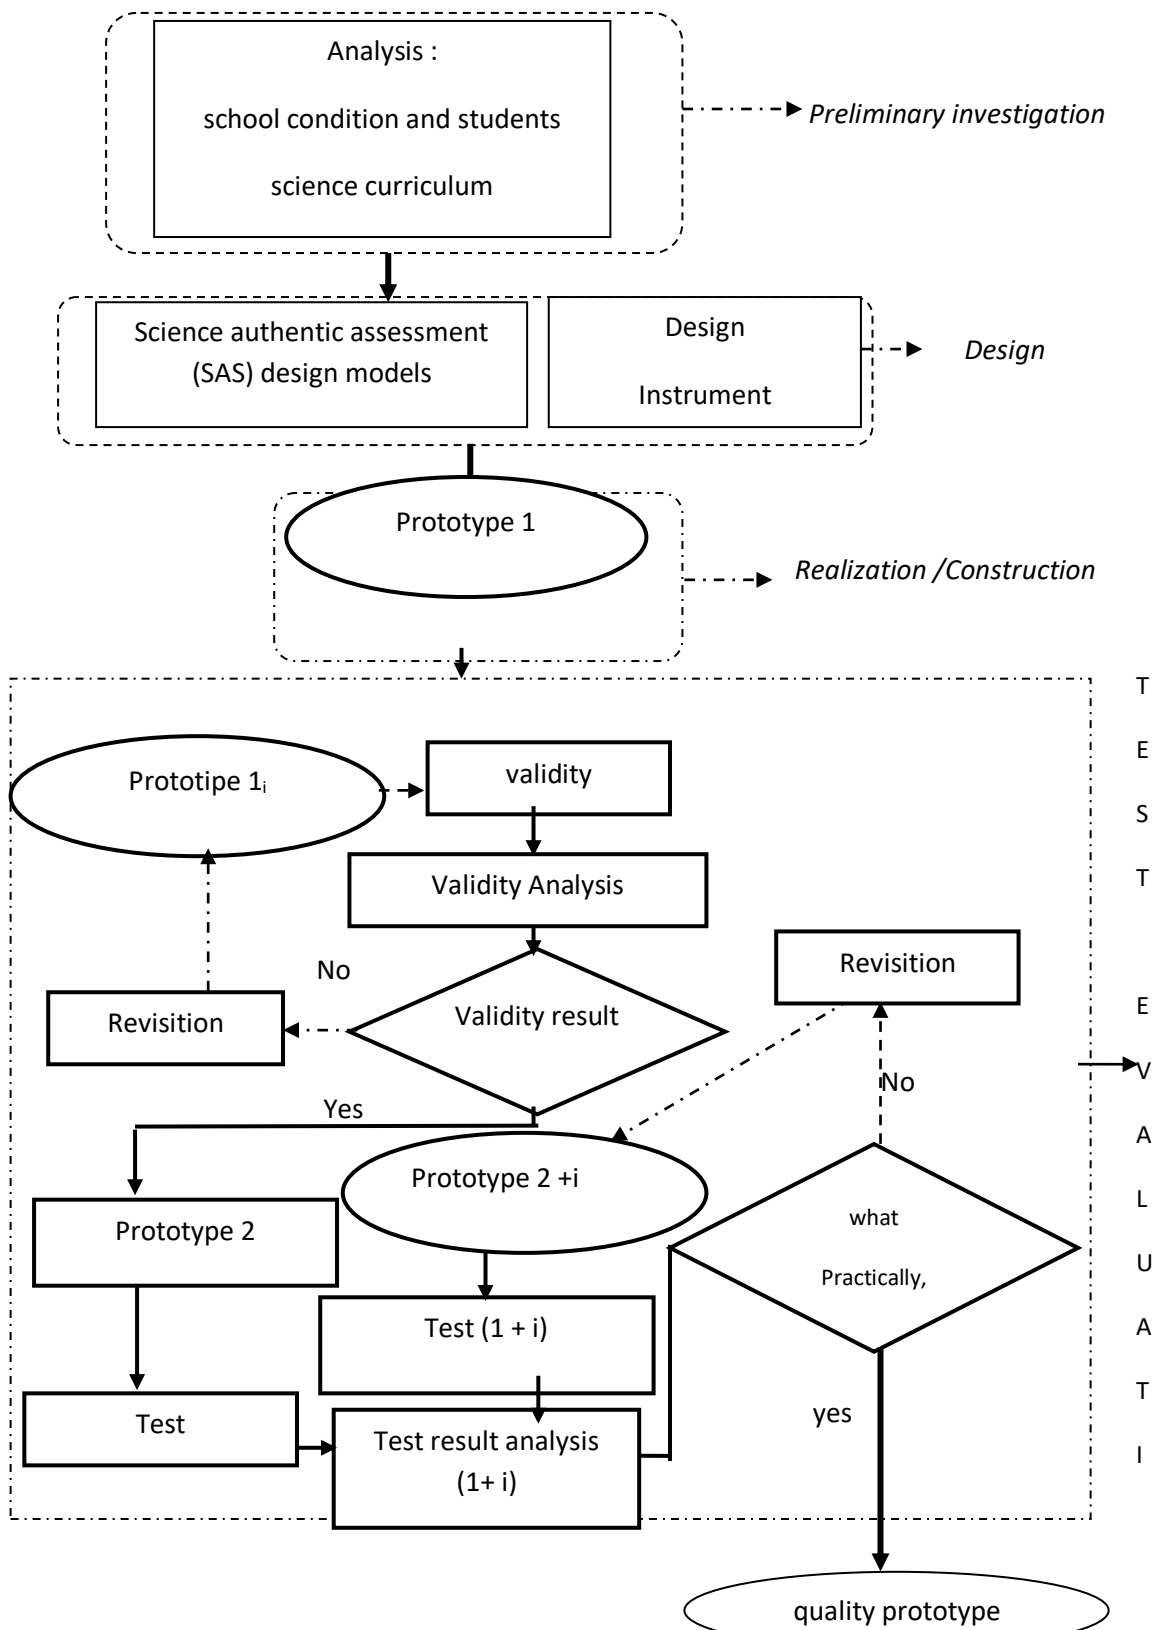 Analysis :
school condition and students
science curriculum
Preliminary investigation
Science authentic assessment
(SAS) design models
Design
Instrument
Design
Prototype 1
Realization /Construction
T
E
S
T
E
V
A
L
U
A
T
I
Prototipe 1i
validity
Validity Analysis
No
Revisition
Validity result
Revisition
No
Yes
Prototype 2 +i
Prototype 2
what
Practically,
Test (1 + i)
yes
Test
Test result analysis
(1+ i)
quality prototype